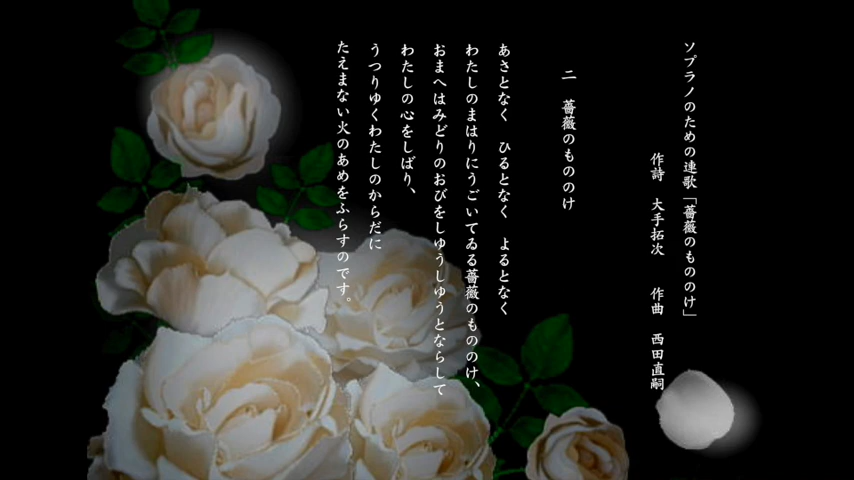 ソプラノのための連歌「薔薇のもののけ」
作詩　大手拓次　　作曲　西田直嗣
二　薔薇のもののけ
あさとなく　ひるとなく　よるとなく
わたしのまはりにうごいてゐる薔薇のもののけ、
おまへはみどりのおびをしゆうしゆうとならして
わたしの心をしばり、
うつりゆくわたしのからだに
たえまない火のあめをふらすのです。